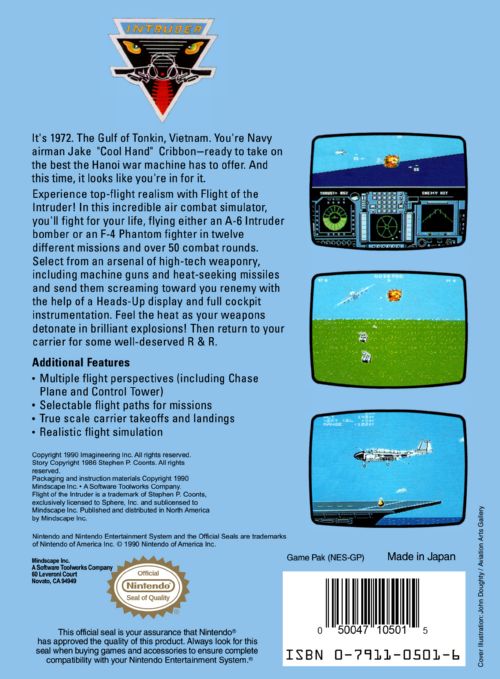 INTRUDER
It's 1972. The Gulf of Tonkin, Vietnam. You're Navy
airman Jake "Cool Hand" Cribbon—ready to take on
the best the Hanoi war machine has to offer. And
this time, it looks like you're in for it.
Experience top-flight realism with Flight of the
Intruder! In this incredible air combat simulator,
you'll fight for your life, flying either an A-6 Intruder
bomber or an F-4 Phantom fighter in twelve
different missions and over 50 combat rounds.
Select from an arsenal of high-tech weaponry,
including machine guns and heat-seeking missiles
and send them screaming toward you renemy with
the help of a Heads-Up display and full cockpit
instrumentation. Feel the heat as your weapons
detonate in brilliant explosions! Then return to your
carrier for some well-deserved R & R.
Additional Features
• Multiple flight perspectives (including Chase
Plane and Control Tower)
• Selectable flight paths for missions
• True scale carrier takeoffs and landings
• Realistic flight simulation
Copyright 1990 Imagineering Inc. All rights reserved.
Story Copyright 1986 Stephen P. Coonts. All rights
reserved.
Packaging and instruction materials Copyright 1990
Mindscape Inc. • A Software Toolworks Company.
Flight of the Intruder is a trademark of Stephen P. Coonts,
exclusively licensed to Sphere, Inc. and sublicensed to
Mindscape Inc. Published and distributed in North America
by Mindscape Inc.
Nintendo and Nintendo Entertainment System and the Official Seals are trademarks
of Nintendo of America Inc. © 1990 Nintendo of America Inc.
Mindscape Inc.
A Software Toolworks Company
60 Leveroni Court
Novato, CA 94949
Official
Nintendo
Seal of Quality
This official seal is your assurance that Nintendo®
has approved the quality of this product. Always look for this
seal when buying games and accessories to ensure complete
compatibility with your Nintendo Entertainment System.®
Game Pak (NES-GP)
Made in Japan
0 50047 10501 5
ISBN 0-7911-0501-6
Cover Illustration: John Doughty / Aviation Arts Gallery